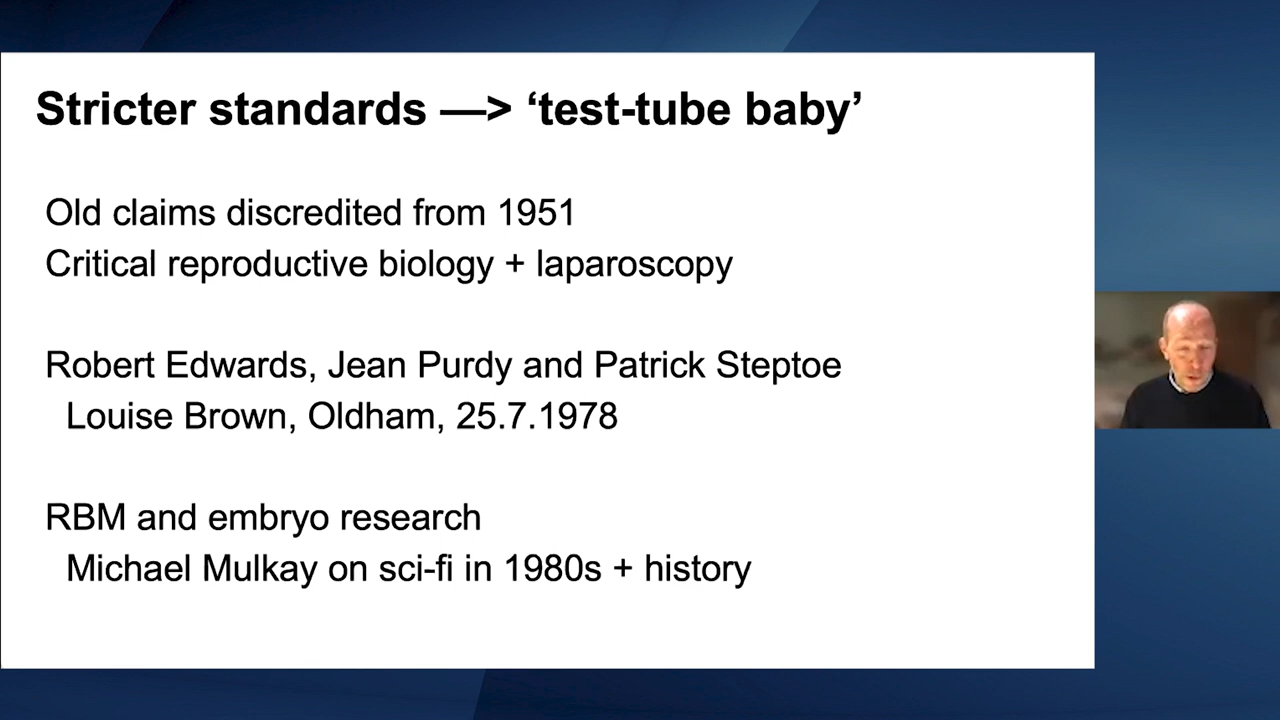 Stricter standards —> ‘test-tube baby’
Old claims discredited from 1951
Critical reproductive biology + laparoscopy
Robert Edwards, Jean Purdy and Patrick Steptoe
Louise Brown, Oldham, 25.7.1978
RBM and embryo research
Michael Mulkay on sci-fi in 1980s + history